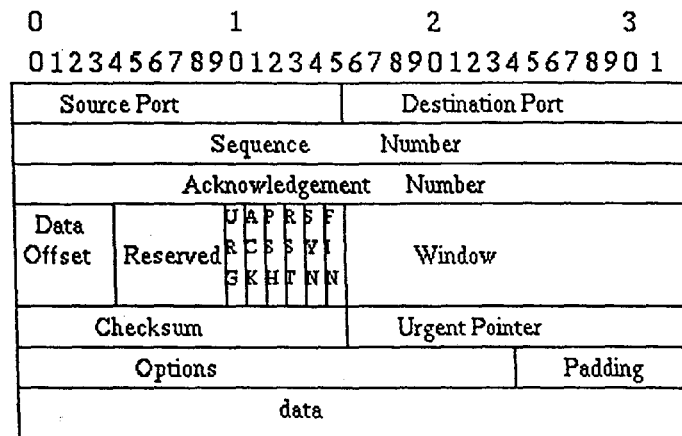 0 1 2 3
01234567890123456789012345678901
Source Port Destination Port
Sequence Number
Acknowledgement Number
Data Offset Reserved URG ACK PSH RST SYN FIN Window
Checksum Urgent Pointer
Options Padding
data